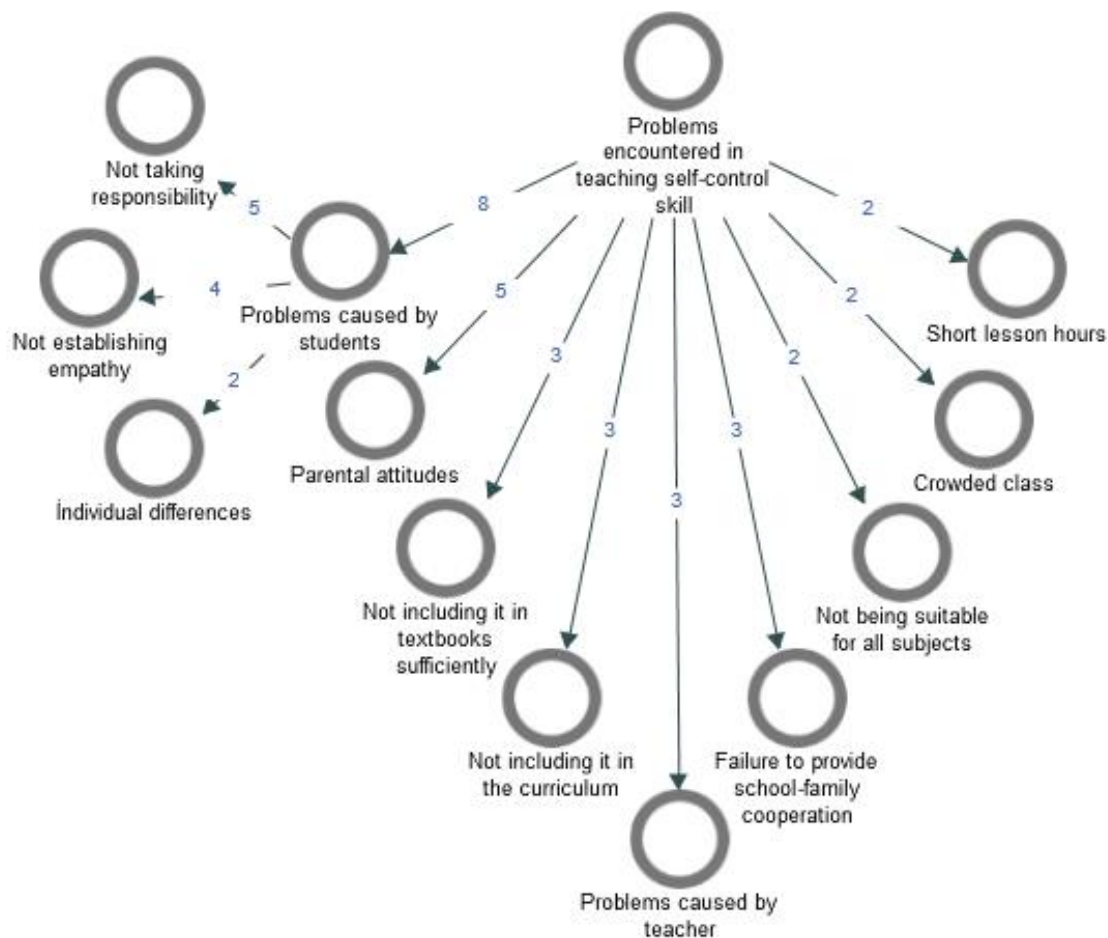 Problems
encountered in
teaching self-control
skill
Not taking
responsibility
5
8
2
Not establishing
empathy
4
Problems caused by
students
5
2
Short lesson hours
2
İndividual differences
Parental attitudes
3
3
3
3
2
Crowded class
Not including it in
textbooks
sufficiently
Not being suitable
for all subjects
Not including it in
the curriculum
Failure to provide
school-family
cooperation
Problems caused by
teacher